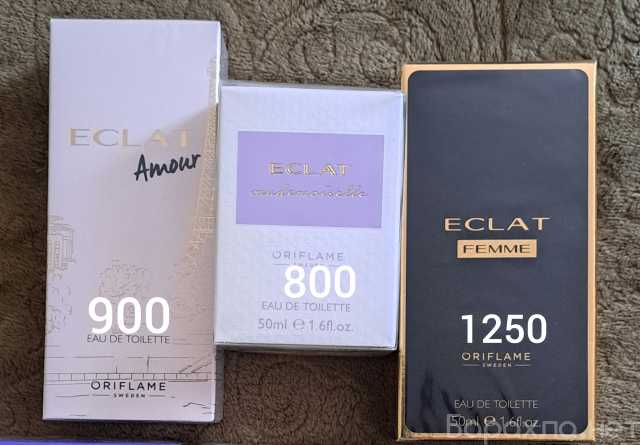 ECLAT
Amour
900
EAU DE TOILETTE
ORIFLAME
SWEDEN
ECLAT
mademoiselle
ORIFLAME
SWEDEN
800
EAU DE TOILETTE
50ml e 1.6fl.oz.
ECLAT
FEMME
1250
ORIFLAME
SWEDEN
EAU DE TOILETTE
50ml e 1.6fl.oz.